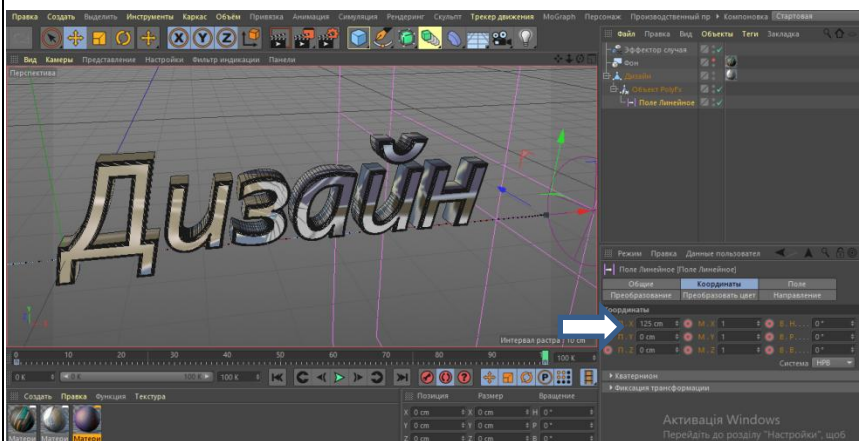 Правка Создать Выделить Инструменты Каркас Объём Привязка Анимация Симуляция Рендеринг Скульпт Трекер движения MoGraph Персонаж Производственный пр Компоновка Стартовая
X Y Z
Файл Правка Вид Объекты Теги Закладка
Вид Камеры Представление Настройки Фильтр индикации Панели
Перспектива
Эффектор случая
Фон
Дизайн
Объект PolyFx
Поле Линейное
Дизайн
Интервал растра : 10 cm
Режим Правка Данные пользовател
Поле Линейное [Поле Линейное]
Общие Координаты Поле
Преобразование Преобразовать цвет Направление
Координаты
П . X 125 cm М . X 1 В . H 0°
П . Y 0 cm М . Y 1 В . P 0°
П . Z 0 cm М . Z 1 В . B 0°
Система HPB
Кватернион
Фиксация трансформации
0 10 20 30 40 50 60 70 80 90 100 K
0 K 0 K 100 K 100 K
Создать Правка Функция Текстура
Матери Матери Матери
Позиция Размер Вращение
X 0 cm X 0 cm H 0°
Y 0 cm Y 0 cm P 0°
Z 0 cm Z 0 cm B 0°
Активація Windows
Перейдіть до розділу "Настройки", щоб